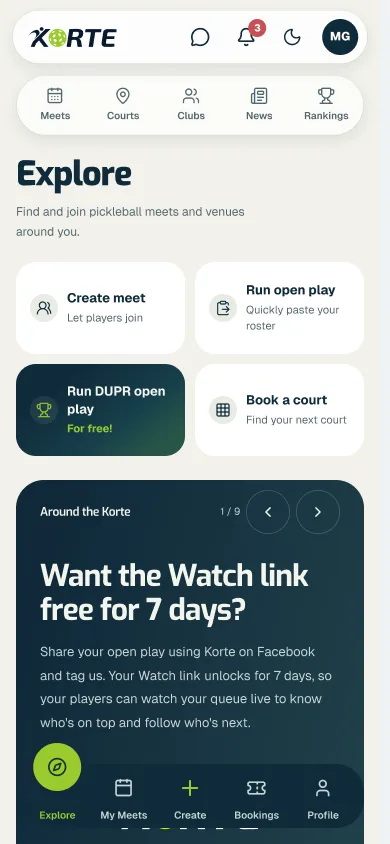 KORTE
3
MG
Meets
Courts
Clubs
News
Rankings
Explore
Find and join pickleball meets and venues
around you.
Create meet
Let players join
Run open play
Quickly paste your
roster
Run DUPR open
play
For free!
Book a court
Find your next court
Around the Korte
1 / 9
Want the Watch link
free for 7 days?
Share your open play using Korte on Facebook
and tag us. Your Watch link unlocks for 7 days, so
your players can watch your queue live to know
who's on top and follow who's next.
Explore
My Meets
Create
Bookings
Profile